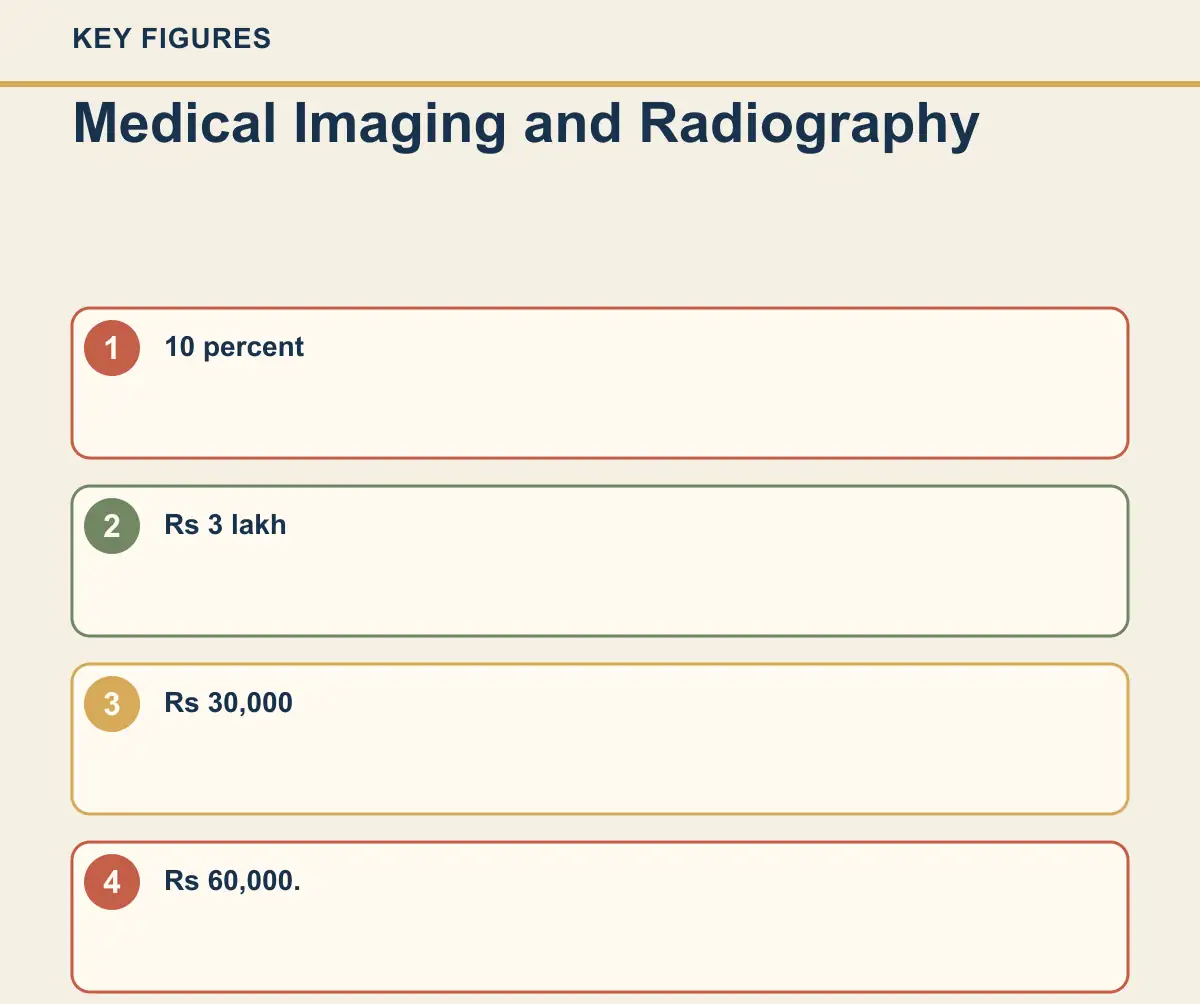 KEY FIGURES
Medical Imaging and Radiography
1 10 percent
2 Rs 3 lakh
3 Rs 30,000
4 Rs 60,000.